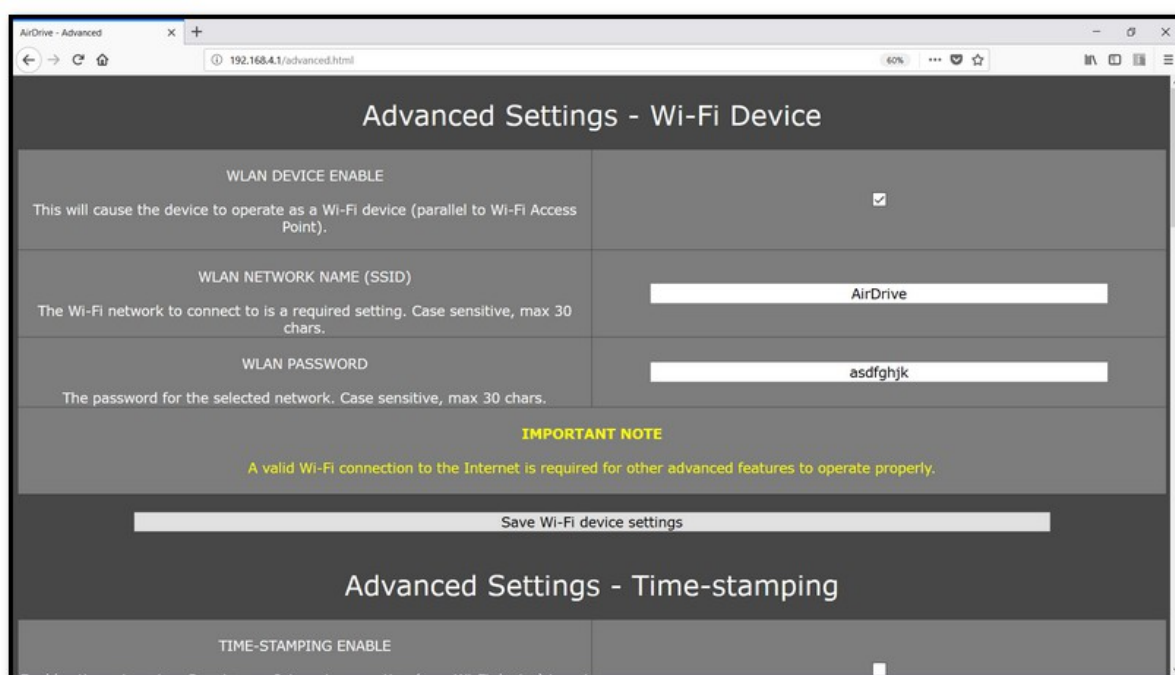 AirDrive - Advanced
192.168.4.1/advanced.html
60%
Advanced Settings - Wi-Fi Device
WLAN DEVICE ENABLE
This will cause the device to operate as a Wi-Fi device (parallel to Wi-Fi Access
Point).
WLAN NETWORK NAME (SSID)
The Wi-Fi network to connect to is a required setting. Case sensitive, max 30
chars.
AirDrive
WLAN PASSWORD
The password for the selected network. Case sensitive, max 30 chars.
asdfghjk
IMPORTANT NOTE
A valid Wi-Fi connection to the Internet is required for other advanced features to operate properly.
Save Wi-Fi device settings
Advanced Settings - Time-stamping
TIME-STAMPING ENABLE